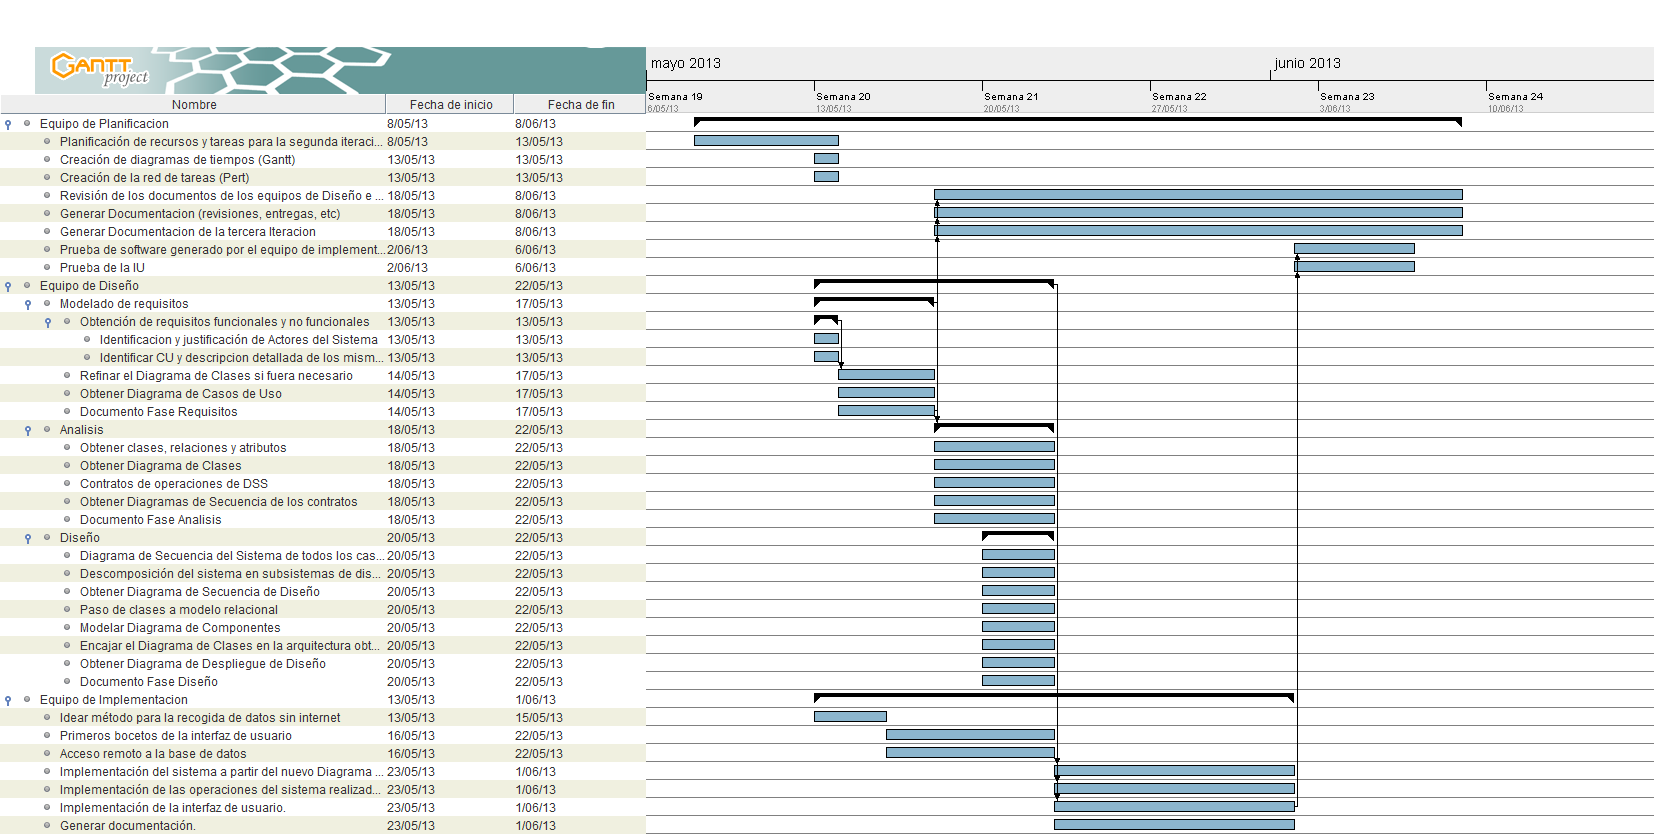 GANTT
project
mayo 2013
junio 2013
Nombre Fecha de inicio Fecha de fin
Semana 19 Semana 20 Semana 21 Semana 22 Semana 23 Semana 24
6/05/13 13/05/13 20/05/13 27/05/13 3/06/13 10/06/13
Equipo de Planificacion 8/05/13 8/06/13
Planificación de recursos y tareas para la segunda iteraci... 8/05/13 13/05/13
Creación de diagramas de tiempos (Gantt) 13/05/13 13/05/13
Creación de la red de tareas (Pert) 13/05/13 13/05/13
Revisión de los documentos de los equipos de Diseño e ... 18/05/13 8/06/13
Generar Documentacion (revisiones, entregas, etc) 18/05/13 8/06/13
Generar Documentacion de la tercera Iteracion 18/05/13 8/06/13
Prueba de software generado por el equipo de implement... 2/06/13 6/06/13
Prueba de la IU 2/06/13 6/06/13
Equipo de Diseño 13/05/13 22/05/13
Modelado de requisitos 13/05/13 17/05/13
Obtención de requisitos funcionales y no funcionales 13/05/13 13/05/13
Identificacion y justificación de Actores del Sistema 13/05/13 13/05/13
Identificar CU y descripcion detallada de los mism... 13/05/13 13/05/13
Refinar el Diagrama de Clases si fuera necesario 14/05/13 17/05/13
Obtener Diagrama de Casos de Uso 14/05/13 17/05/13
Documento Fase Requisitos 14/05/13 17/05/13
Analisis 18/05/13 22/05/13
Obtener clases, relaciones y atributos 18/05/13 22/05/13
Obtener Diagrama de Clases 18/05/13 22/05/13
Contratos de operaciones de DSS 18/05/13 22/05/13
Obtener Diagramas de Secuencia de los contratos 18/05/13 22/05/13
Documento Fase Analisis 18/05/13 22/05/13
Diseño 20/05/13 22/05/13
Diagrama de Secuencia del Sistema de todos los cas... 20/05/13 22/05/13
Descomposición del sistema en subsistemas de dis... 20/05/13 22/05/13
Obtener Diagrama de Secuencia de Diseño 20/05/13 22/05/13
Paso de clases a modelo relacional 20/05/13 22/05/13
Modelar Diagrama de Componentes 20/05/13 22/05/13
Encajar el Diagrama de Clases en la arquitectura obt... 20/05/13 22/05/13
Obtener Diagrama de Despliegue de Diseño 20/05/13 22/05/13
Documento Fase Diseño 20/05/13 22/05/13
Equipo de Implementacion 13/05/13 1/06/13
Idear método para la recogida de datos sin internet 13/05/13 15/05/13
Primeros bocetos de la interfaz de usuario 16/05/13 22/05/13
Acceso remoto a la base de datos 16/05/13 22/05/13
Implementación del sistema a partir del nuevo Diagrama ... 23/05/13 1/06/13
Implementación de las operaciones del sistema realizad... 23/05/13 1/06/13
Implementación de la interfaz de usuario. 23/05/13 1/06/13
Generar documentación. 23/05/13 1/06/13